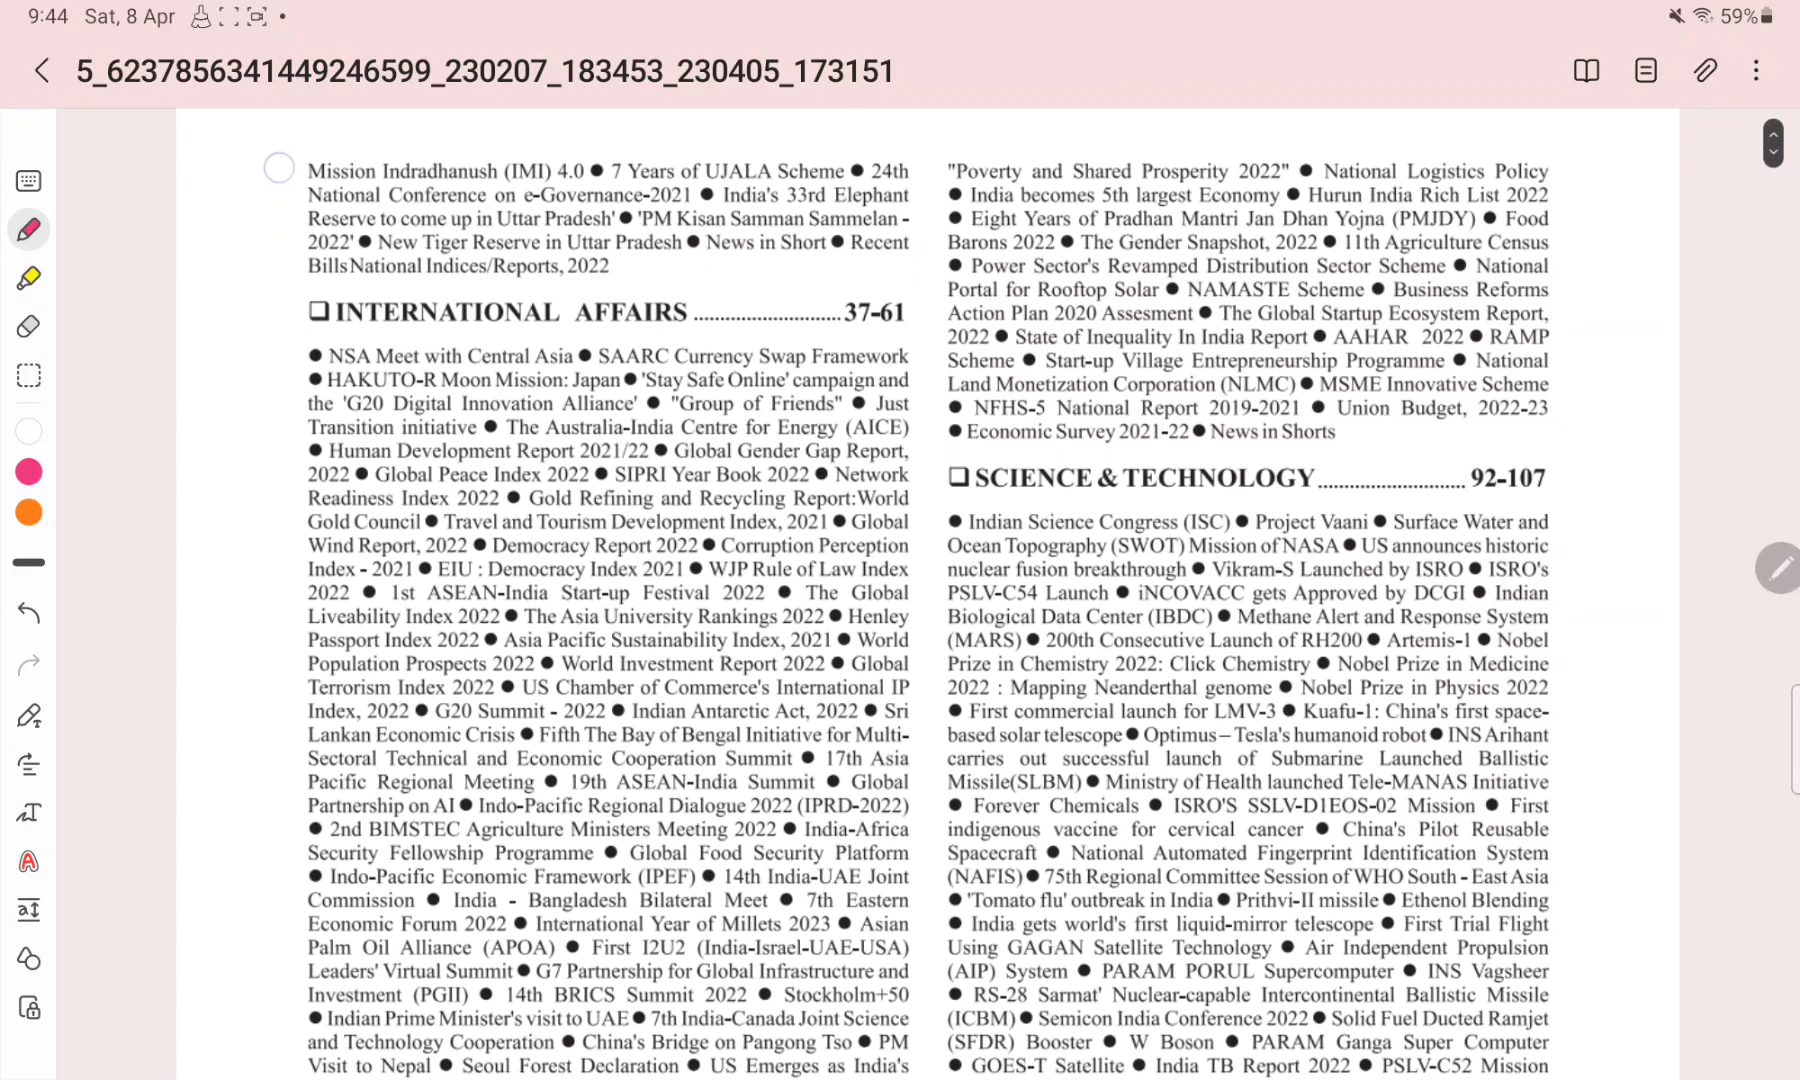 9:44 Sat, 8 Apr
59%
5_6237856341449246599_230207_183453_230405_173151
Mission Indradhanush (IMI) 4.0 ● 7 Years of UJALA Scheme ● 24th
National Conference on e-Governance-2021 ● India's 33rd Elephant
Reserve to come up in Uttar Pradesh' ● 'PM Kisan Samman Sammelan -
2022' ● New Tiger Reserve in Uttar Pradesh ● News in Short ● Recent
Bills National Indices/Reports, 2022
❑ INTERNATIONAL AFFAIRS .......................... 37-61
● NSA Meet with Central Asia ● SAARC Currency Swap Framework
● HAKUTO-R Moon Mission: Japan ● 'Stay Safe Online' campaign and
the 'G20 Digital Innovation Alliance' ● "Group of Friends" ● Just
Transition initiative ● The Australia-India Centre for Energy (AICE)
● Human Development Report 2021/22 ● Global Gender Gap Report,
2022 ● Global Peace Index 2022 ● SIPRI Year Book 2022 ● Network
Readiness Index 2022 ● Gold Refining and Recycling Report:World
Gold Council ● Travel and Tourism Development Index, 2021 ● Global
Wind Report, 2022 ● Democracy Report 2022 ● Corruption Perception
Index - 2021 ● EIU : Democracy Index 2021 ● WJP Rule of Law Index
2022 ● 1st ASEAN-India Start-up Festival 2022 ● The Global
Liveability Index 2022 ● The Asia University Rankings 2022 ● Henley
Passport Index 2022 ● Asia Pacific Sustainability Index, 2021 ● World
Population Prospects 2022 ● World Investment Report 2022 ● Global
Terrorism Index 2022 ● US Chamber of Commerce's International IP
Index, 2022 ● G20 Summit - 2022 ● Indian Antarctic Act, 2022 ● Sri
Lankan Economic Crisis ● Fifth The Bay of Bengal Initiative for Multi-
Sectoral Technical and Economic Cooperation Summit ● 17th Asia
Pacific Regional Meeting ● 19th ASEAN-India Summit ● Global
Partnership on AI ● Indo-Pacific Regional Dialogue 2022 (IPRD-2022)
● 2nd BIMSTEC Agriculture Ministers Meeting 2022 ● India-Africa
Security Fellowship Programme ● Global Food Security Platform
● Indo-Pacific Economic Framework (IPEF) ● 14th India-UAE Joint
Commission ● India - Bangladesh Bilateral Meet ● 7th Eastern
Economic Forum 2022 ● International Year of Millets 2023 ● Asian
Palm Oil Alliance (APOA) ● First I2U2 (India-Israel-UAE-USA)
Leaders' Virtual Summit ● G7 Partnership for Global Infrastructure and
Investment (PGII) ● 14th BRICS Summit 2022 ● Stockholm+50
● Indian Prime Minister's visit to UAE ● 7th India-Canada Joint Science
and Technology Cooperation ● China's Bridge on Pangong Tso ● PM
Visit to Nepal ● Seoul Forest Declaration ● US Emerges as India's
"Poverty and Shared Prosperity 2022" ● National Logistics Policy
● India becomes 5th largest Economy ● Hurun India Rich List 2022
● Eight Years of Pradhan Mantri Jan Dhan Yojna (PMJDY) ● Food
Barons 2022 ● The Gender Snapshot, 2022 ● 11th Agriculture Census
● Power Sector's Revamped Distribution Sector Scheme ● National
Portal for Rooftop Solar ● NAMASTE Scheme ● Business Reforms
Action Plan 2020 Assesment ● The Global Startup Ecosystem Report,
2022 ● State of Inequality In India Report ● AAHAR 2022 ● RAMP
Scheme ● Start-up Village Entrepreneurship Programme ● National
Land Monetization Corporation (NLMC) ● MSME Innovative Scheme
● NFHS-5 National Report 2019-2021 ● Union Budget, 2022-23
● Economic Survey 2021-22 ● News in Shorts
❑ SCIENCE & TECHNOLOGY .......................... 92-107
● Indian Science Congress (ISC) ● Project Vaani ● Surface Water and
Ocean Topography (SWOT) Mission of NASA ● US announces historic
nuclear fusion breakthrough ● Vikram-S Launched by ISRO ● ISRO's
PSLV-C54 Launch ● iNCOVACC gets Approved by DCGI ● Indian
Biological Data Center (IBDC) ● Methane Alert and Response System
(MARS) ● 200th Consecutive Launch of RH200 ● Artemis-1 ● Nobel
Prize in Chemistry 2022: Click Chemistry ● Nobel Prize in Medicine
2022 : Mapping Neanderthal genome ● Nobel Prize in Physics 2022
● First commercial launch for LMV-3 ● Kuafu-1: China's first space-
based solar telescope ● Optimus – Tesla's humanoid robot ● INS Arihant
carries out successful launch of Submarine Launched Ballistic
Missile(SLBM) ● Ministry of Health launched Tele-MANAS Initiative
● Forever Chemicals ● ISRO'S SSLV-D1EOS-02 Mission ● First
indigenous vaccine for cervical cancer ● China's Pilot Reusable
Spacecraft ● National Automated Fingerprint Identification System
(NAFIS) ● 75th Regional Committee Session of WHO South - East Asia
● 'Tomato flu' outbreak in India ● Prithvi-II missile ● Ethenol Blending
● India gets world's first liquid-mirror telescope ● First Trial Flight
Using GAGAN Satellite Technology ● Air Independent Propulsion
(AIP) System ● PARAM PORUL Supercomputer ● INS Vagsheer
● RS-28 Sarmat' Nuclear-capable Intercontinental Ballistic Missile
(ICBM) ● Semicon India Conference 2022 ● Solid Fuel Ducted Ramjet
(SFDR) Booster ● W Boson ● PARAM Ganga Super Computer
● GOES-T Satellite ● India TB Report 2022 ● PSLV-C52 Mission